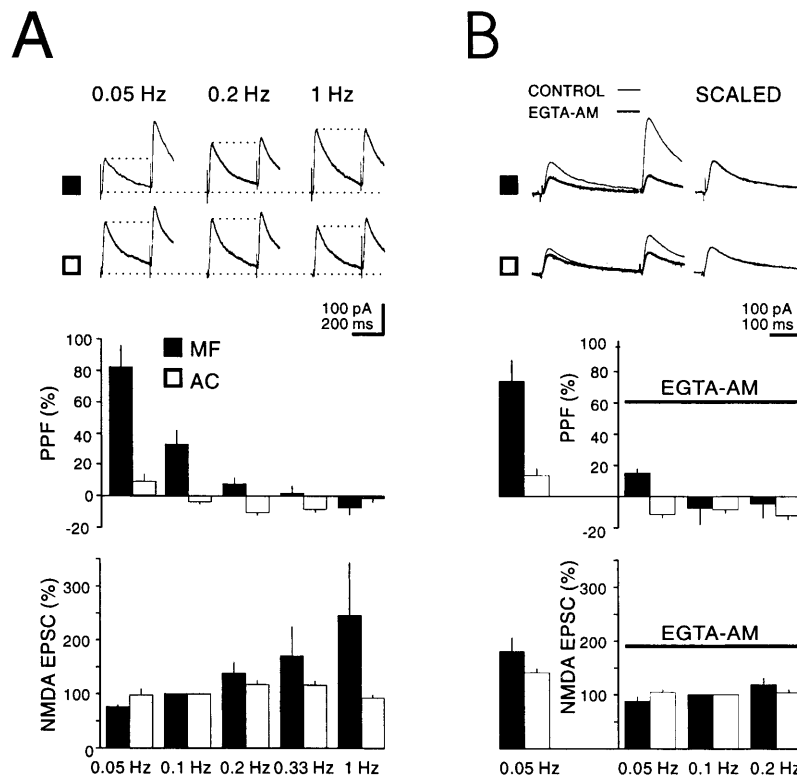 A
0.05 Hz 0.2 Hz 1 Hz
100 pA
200 ms
PPF (%)
100
80
60
40
20
0
-20
MF
AC
NMDA EPSC (%)
300
200
100
0
0.05 Hz 0.1 Hz 0.2 Hz 0.33 Hz 1 Hz
B
CONTROL
EGTA-AM
SCALED
100 pA
100 ms
PPF (%)
100
80
60
40
20
0
-20
EGTA-AM
NMDA EPSC (%)
300
200
100
EGTA-AM
0.05 Hz 0.05 Hz 0.1 Hz 0.2 Hz